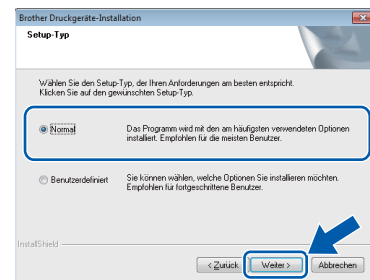 Brother Druckgeräte-Installation
Setup-Typ
Wählen Sie den Setup-Typ, der Ihren Anforderungen am besten entspricht.
Klicken Sie auf den gewünschten Setup-Typ.
Normal
Das Programm wird mit den am häufigsten verwendeten Optionen
installiert. Empfohlen für die meisten Benutzer.
Benutzerdefiniert
Sie können wählen, welche Optionen Sie installieren möchten.
Empfohlen für fortgeschrittene Benutzer.
InstallShield
< Zurück
Weiter >
Abbrechen